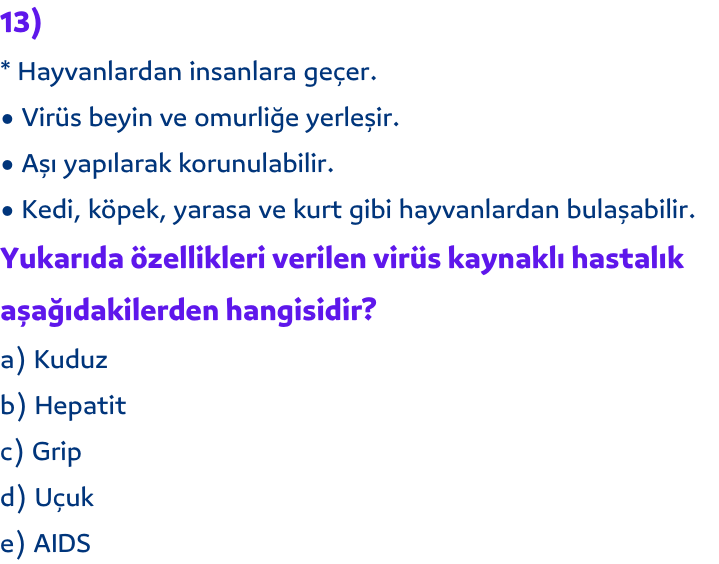 13)
* Hayvanlardan insanlara geçer.
• Virüs beyin ve omurliğe yerleşir.
• Aşı yapılarak korunulabilir.
• Kedi, köpek, yarasa ve kurt gibi hayvanlardan bulaşabilir.
Yukarıda özellikleri verilen virüs kaynaklı hastalık
aşağıdakilerden hangisidir?
a) Kuduz
b) Hepatit
c) Grip
d) Uçuk
e) AIDS